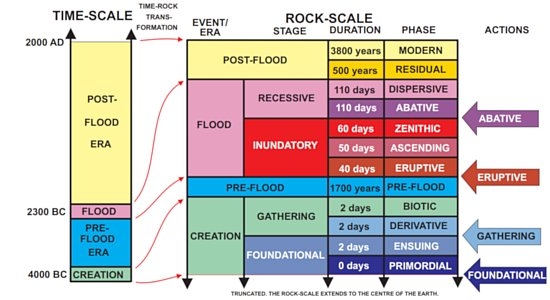 TIME-SCALE
TIME-ROCK
TRANS-
FORMATION
2000 AD
POST-
FLOOD
ERA
2300 BC
FLOOD
PRE-
FLOOD
ERA
4000 BC
CREATION
ROCK-SCALE
EVENT/
ERA
STAGE
DURATION
PHASE
ACTIONS
POST-FLOOD
3800 years
MODERN
500 years
RESIDUAL
FLOOD
RECESSIVE
110 days
DISPERSIVE
110 days
ABATIVE
ABATIVE
INUNDATORY
60 days
ZENITHIC
50 days
ASCENDING
40 days
ERUPTIVE
ERUPTIVE
PRE-FLOOD
1700 years
PRE-FLOOD
CREATION
GATHERING
2 days
BIOTIC
2 days
DERIVATIVE
GATHERING
FOUNDATIONAL
2 days
ENSUING
0 days
PRIMORDIAL
FOUNDATIONAL
TRUNCATED. THE ROCK-SCALE EXTENDS TO THE CENTRE OF THE EARTH.